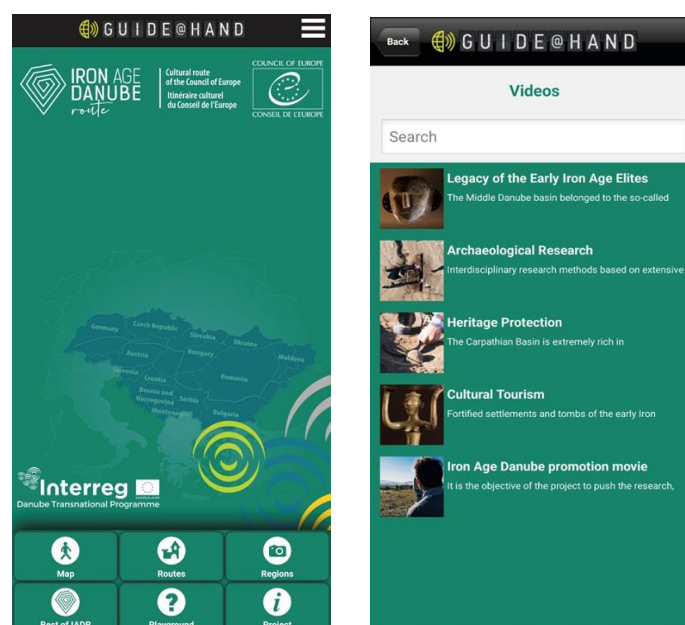 GUIDE@HAND
IRON AGE
DANUBE
route
Cultural route
of the Council of Europe
Itinéraire culturel
du Conseil de l'Europe
COUNCIL OF EUROPE
CONSEIL DE L'EUROPE
Germany
Czech Republic
Slovakia
Ukraine
Austria
Hungary
Moldova
Slovenia
Croatia
Romania
Bosnia and
Herzegovina
Serbia
Montenegro
Bulgaria
Interreg
Danube Transnational Programme
Map
Routes
Regions
Best of IADR
Playground
Project
Back
GUIDE@HAND
Videos
Search
Legacy of the Early Iron Age Elites
The Middle Danube basin belonged to the so-called
Archaeological Research
Interdisciplinary research methods based on extensive
Heritage Protection
The Carpathian Basin is extremely rich in
Cultural Tourism
Fortified settlements and tombs of the early Iron
Iron Age Danube promotion movie
It is the objective of the project to push the research,